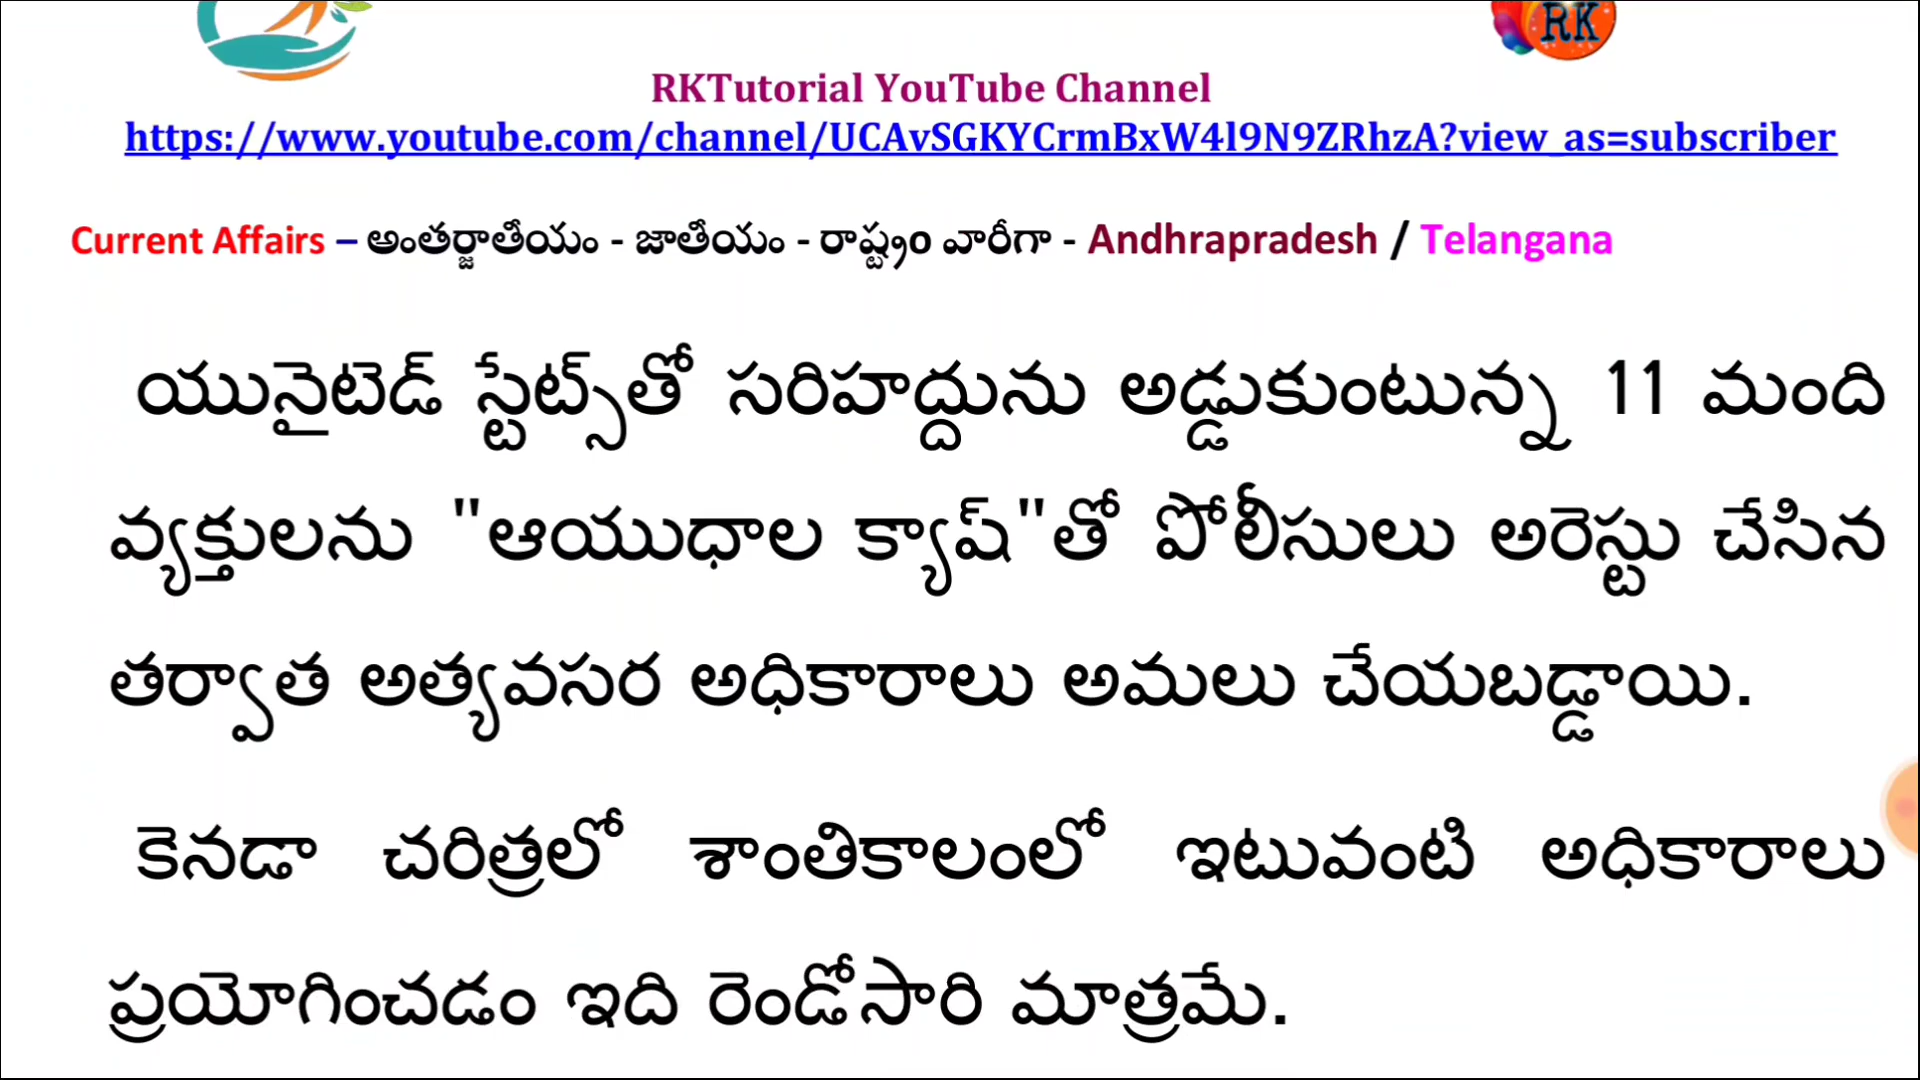 RK
RKTutorial YouTube Channel
https://www.youtube.com/channel/UCAvSGKYCrmBxW4l9N9ZRhzA?view_as=subscriber
Current Affairs – అంతర్జాతీయం - జాతీయం - రాష్ట్రం వారీగా - Andhrapradesh / Telangana
యునైటెడ్ స్టేట్స్‌తో సరిహద్దును అడ్డుకుంటున్న 11 మంది
వ్యక్తులను "ఆయుధాల క్యాష్"తో పోలీసులు అరెస్టు చేసిన
తర్వాత అత్యవసర అధికారాలు అమలు చేయబడ్డాయి.
కెనడా చరిత్రలో శాంతికాలంలో ఇటువంటి అధికారాలు
ప్రయోగించడం ఇది రెండోసారి మాత్రమే.